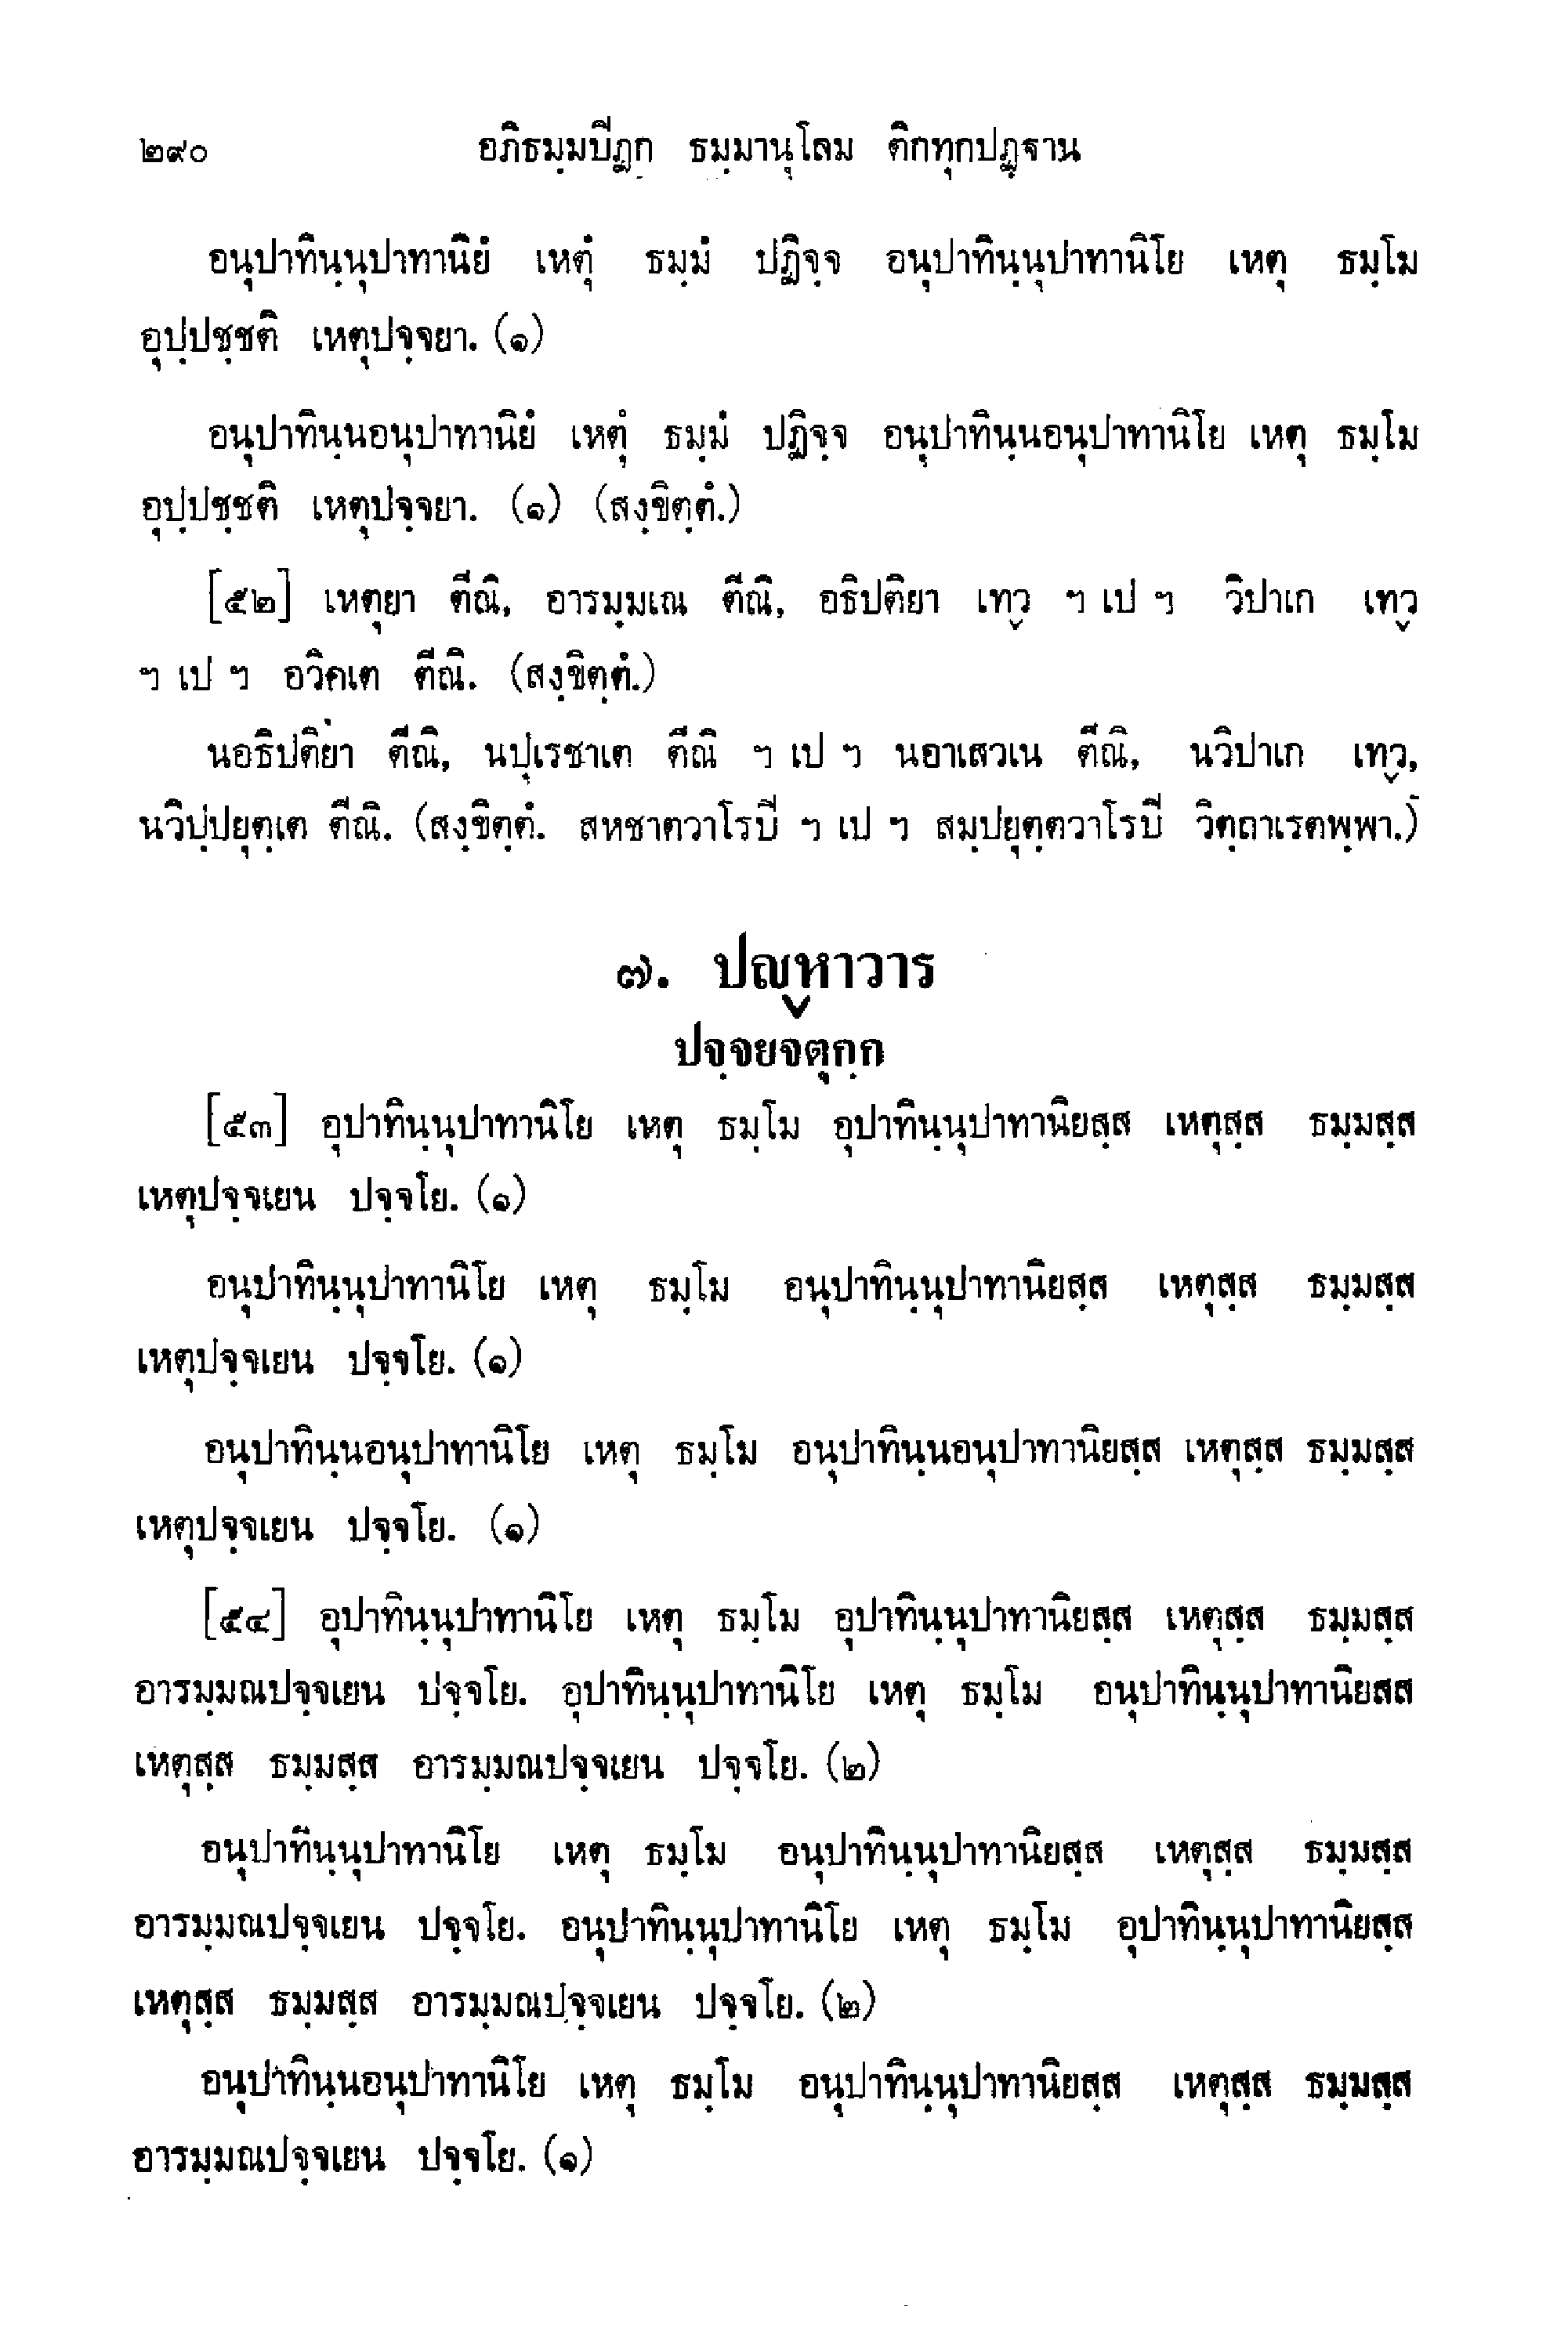 ๒๙๐ อภิธมฺมปิฏก ธมฺมานุโลม ติกทุกปฏฺฐาน
อนุปาทินฺนุปาทานิยํ เหตุํ ธมฺมํ ปฏิจฺจ อนุปาทินฺนุปาทานิโย เหตุ ธมฺโม
อุปฺปชฺชติ เหตุปจฺจยา. (๑)
อนุปาทินฺนอนุปาทานิยํ เหตุํ ธมฺมํ ปฏิจฺจ อนุปาทินฺนอนุปาทานิโย เหตุ ธมฺโม
อุปฺปชฺชติ เหตุปจฺจยา. (๑) (สงฺขิตฺตํ.)
[๕๒] เหตุยา ตีณิ, อารมฺมเณ ตีณิ, อธิปติยา เทฺว ฯ เป ฯ วิปาเก เทฺว
ฯ เป ฯ อวิคเต ตีณิ. (สงฺขิตฺตํ.)
นอธิปติยา ตีณิ, นปุเรชาเต ตีณิ ฯ เป ฯ นอาเสวเน ตีณิ, นวิปาเก เทฺว,
นวิปฺปยุตฺเต ตีณิ. (สงฺขิตฺตํ. สหชาตวาโรปี ฯ เป ฯ สมฺปยุตฺตวาโรปี วิตฺถาเรตพฺพา.)
๗. ปญฺหาวาร
ปจฺจยจตุกฺก
[๕๓] อุปาทินฺนุปาทานิโย เหตุ ธมฺโม อุปาทินฺนุปาทานิยสฺส เหตุสฺส ธมฺมสฺส
เหตุปจฺจเยน ปจฺจโย. (๑)
อนุปาทินฺนุปาทานิโย เหตุ ธมฺโม อนุปาทินฺนุปาทานิยสฺส เหตุสฺส ธมฺมสฺส
เหตุปจฺจเยน ปจฺจโย. (๑)
อนุปาทินฺนอนุปาทานิโย เหตุ ธมฺโม อนุปาทินฺนอนุปาทานิยสฺส เหตุสฺส ธมฺมสฺส
เหตุปจฺจเยน ปจฺจโย. (๑)
[๕๔] อุปาทินฺนุปาทานิโย เหตุ ธมฺโม อุปาทินฺนุปาทานิยสฺส เหตุสฺส ธมฺมสฺส
อารมฺมณปจฺจเยน ปจฺจโย. อุปาทินฺนุปาทานิโย เหตุ ธมฺโม อนุปาทินฺนุปาทานิยสส
เหตุสฺส ธมฺมสฺส อารมฺมณปจฺจเยน ปจฺจโย. (๒)
อนุปาทินฺนุปาทานิโย เหตุ ธมฺโม อนุปาทินฺนุปาทานิยสฺส เหตุสฺส ธมฺมสฺส
อารมฺมณปจฺจเยน ปจฺจโย. อนุปาทินฺนุปาทานิโย เหตุ ธมฺโม อุปาทินฺนุปาทานิยสฺส
เหตุสฺส ธมฺมสฺส อารมฺมณปจฺจเยน ปจฺจโย. (๒)
อนุปาทินฺนอนุปาทานิโย เหตุ ธมฺโม อนุปาทินฺนุปาทานิยสฺส เหตุสฺส ธมฺมสฺส
อารมฺมณปจฺจเยน ปจฺจโย. (๑)